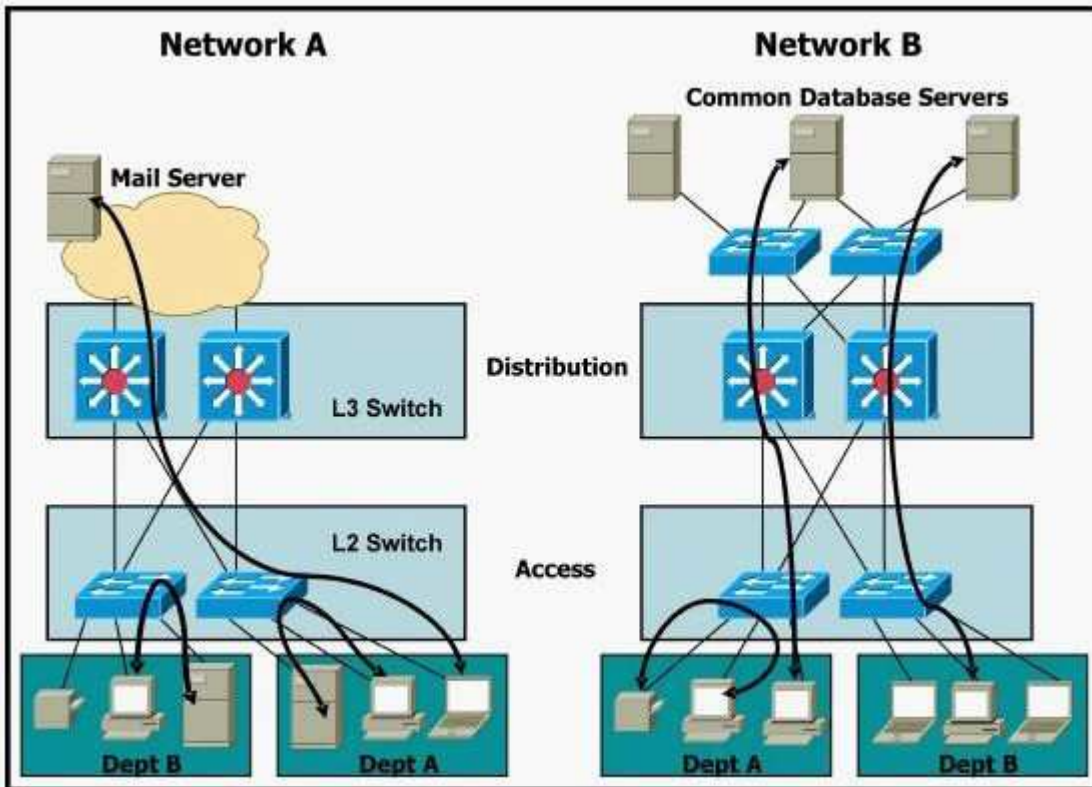 Network A
Network B
Common Database Servers
Mail Server
Distribution
L3 Switch
L2 Switch
Access
Dept B
Dept A
Dept A
Dept B